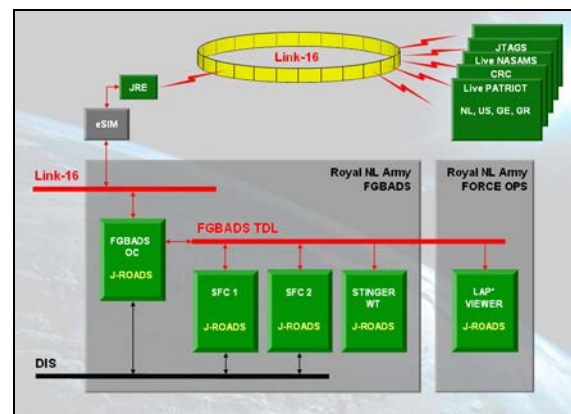 Link-16
JTAGS
Live NASAMS
CRC
Live PATRIOT
NL, US, GE, GR
JRE
eSIM
Royal NL Army
FGBADS
Royal NL Army
FORCE OPS
Link-16
FGBADS TDL
FGBADS
OC
J-ROADS
SFC 1
J-ROADS
SFC 2
J-ROADS
STINGER
WT
J-ROADS
LAP*
VIEWER
J-ROADS
DIS